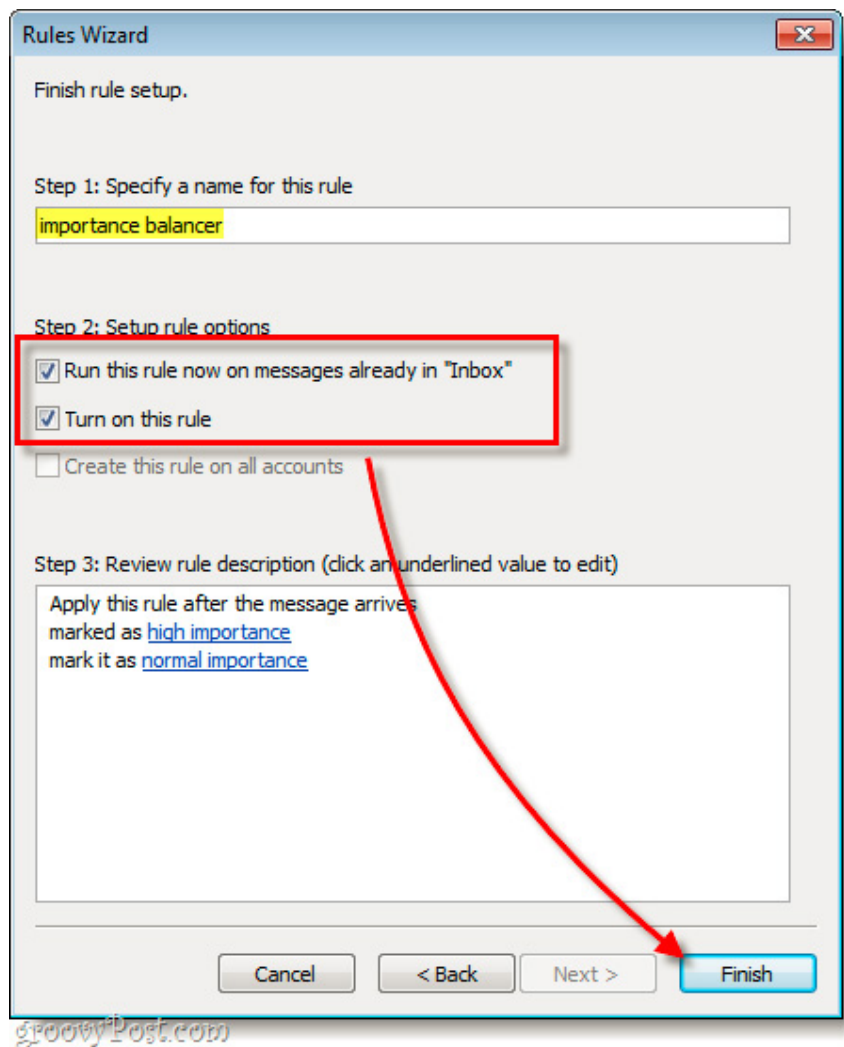 Rules Wizard
Finish rule setup.
Step 1: Specify a name for this rule
importance balancer
Step 2: Setup rule options
Run this rule now on messages already in "Inbox"
Turn on this rule
Create this rule on all accounts
Step 3: Review rule description (click an underlined value to edit)
Apply this rule after the message arrives
marked as high importance
mark it as normal importance
Cancel
< Back
Next >
Finish
groovyPost.com